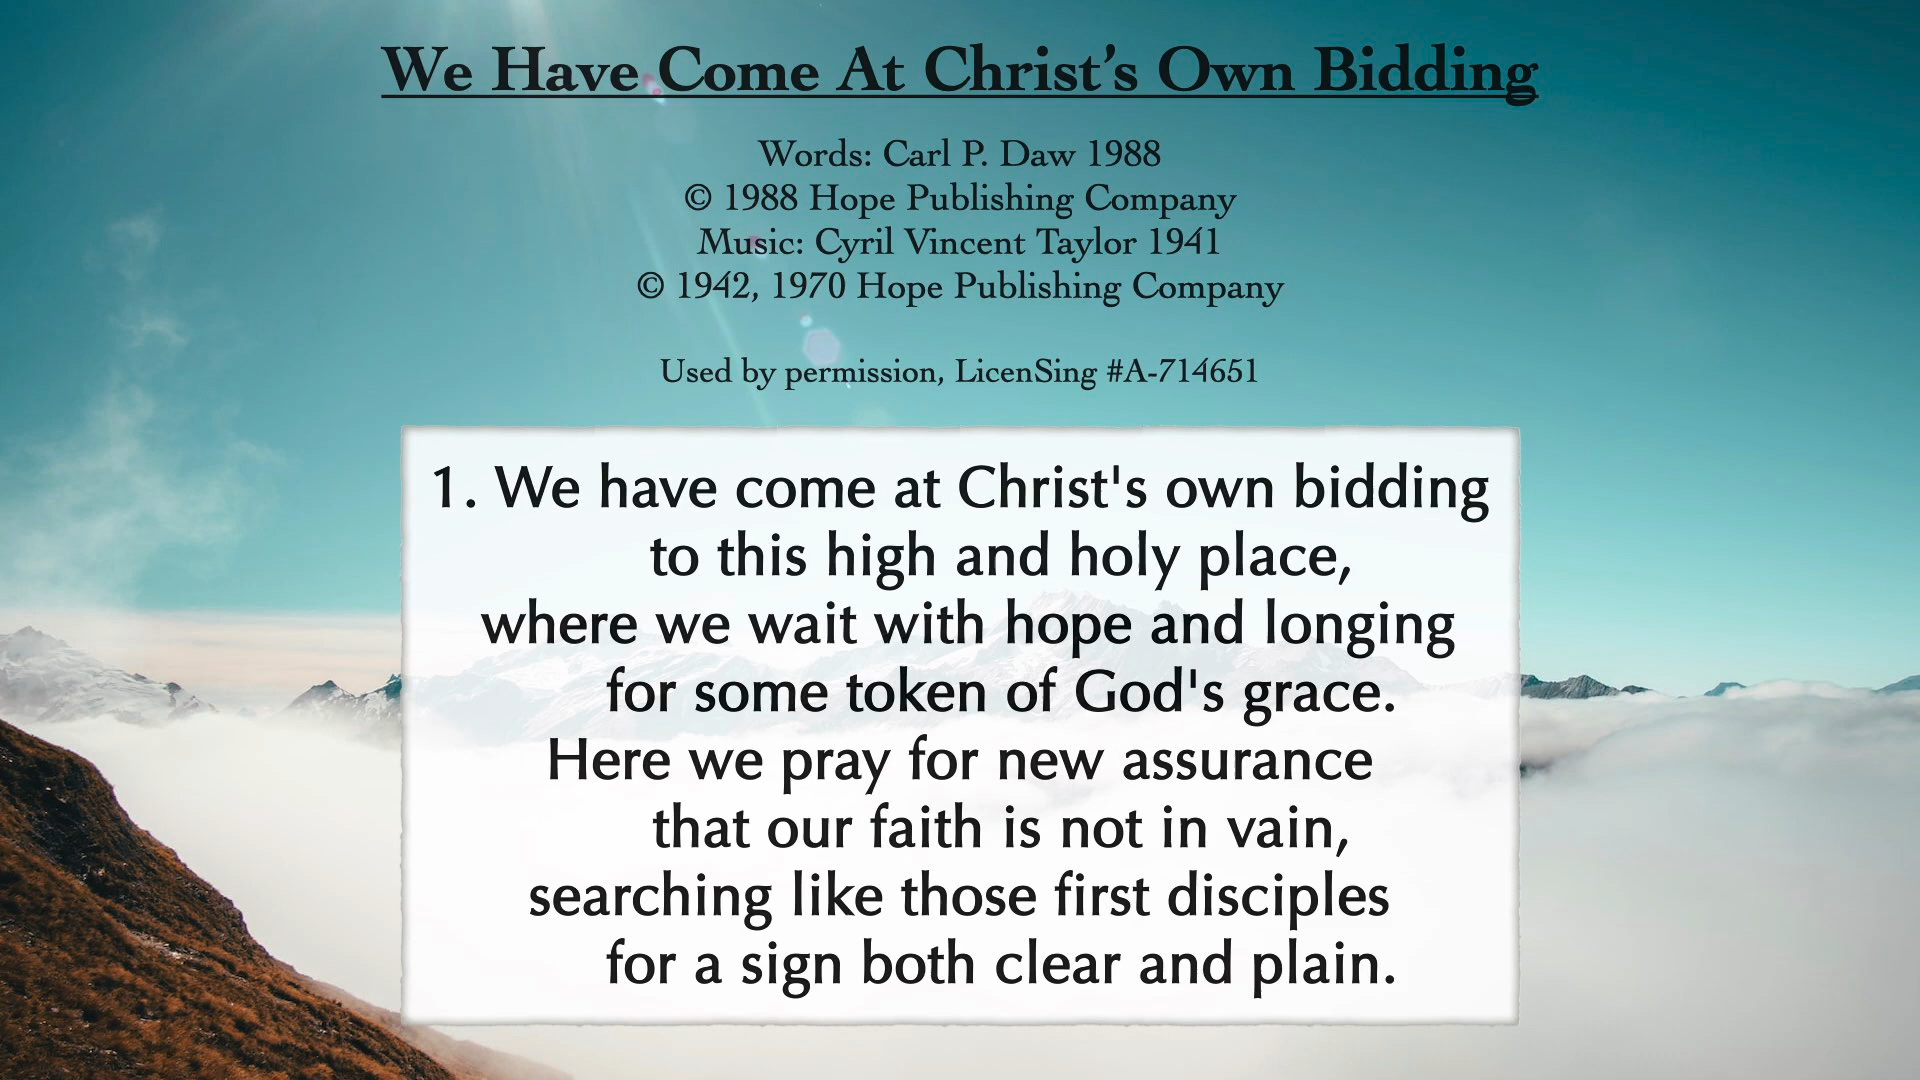 We Have Come At Christ’s Own Bidding
Words: Carl P. Daw 1988
© 1988 Hope Publishing Company
Music: Cyril Vincent Taylor 1941
© 1942, 1970 Hope Publishing Company
Used by permission, LicenSing #A-714651
1. We have come at Christ's own bidding
to this high and holy place,
where we wait with hope and longing
for some token of God's grace.
Here we pray for new assurance
that our faith is not in vain,
searching like those first disciples
for a sign both clear and plain.